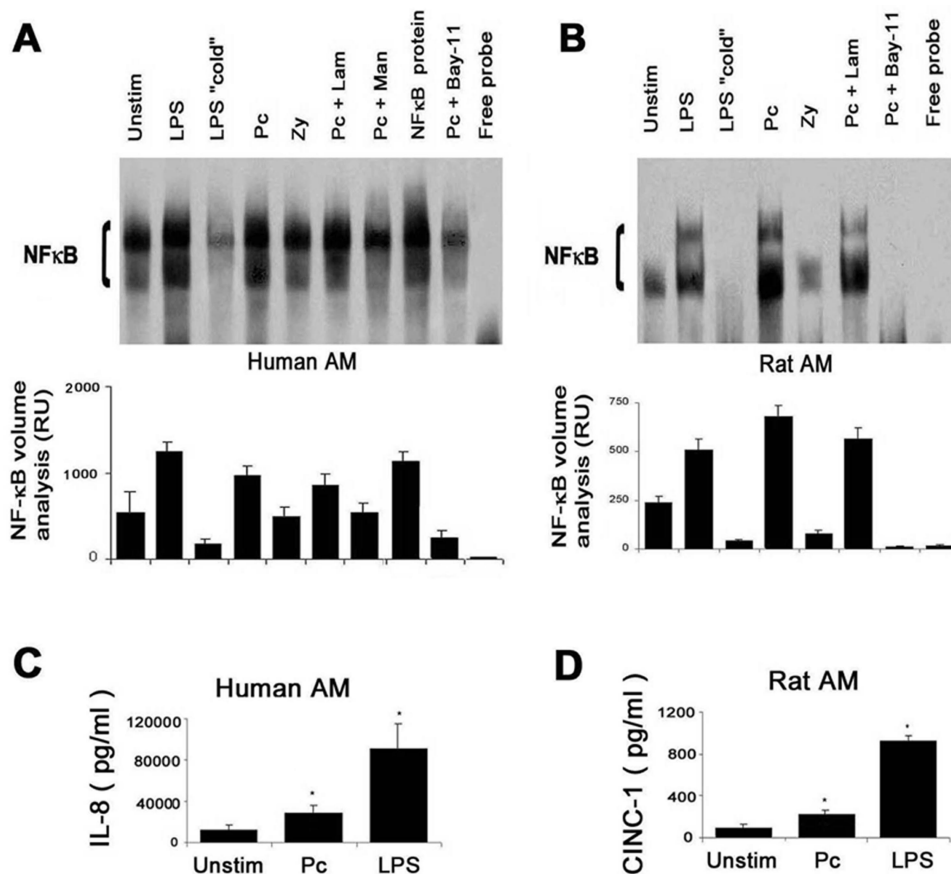 A
B
Unstim
LPS
LPS "cold"
Pc
Zy
Pc + Lam
Pc + Man
NFκB protein
Pc + Bay-11
Free probe
Unstim
LPS
LPS "cold"
Pc
Zy
Pc + Lam
Pc + Bay-11
Free probe
NFκB
NFκB
Human AM
Rat AM
NF-κB volume
analysis (RU)
2000
1000
0
NF-κB volume
analysis (RU)
750
500
250
0
C
D
Human AM
Rat AM
IL-8 ( pg/ml )
120000
80000
40000
0
*
*
Unstim Pc LPS
CINC-1 ( pg/ml )
1200
800
400
0
*
*
Unstim Pc LPS